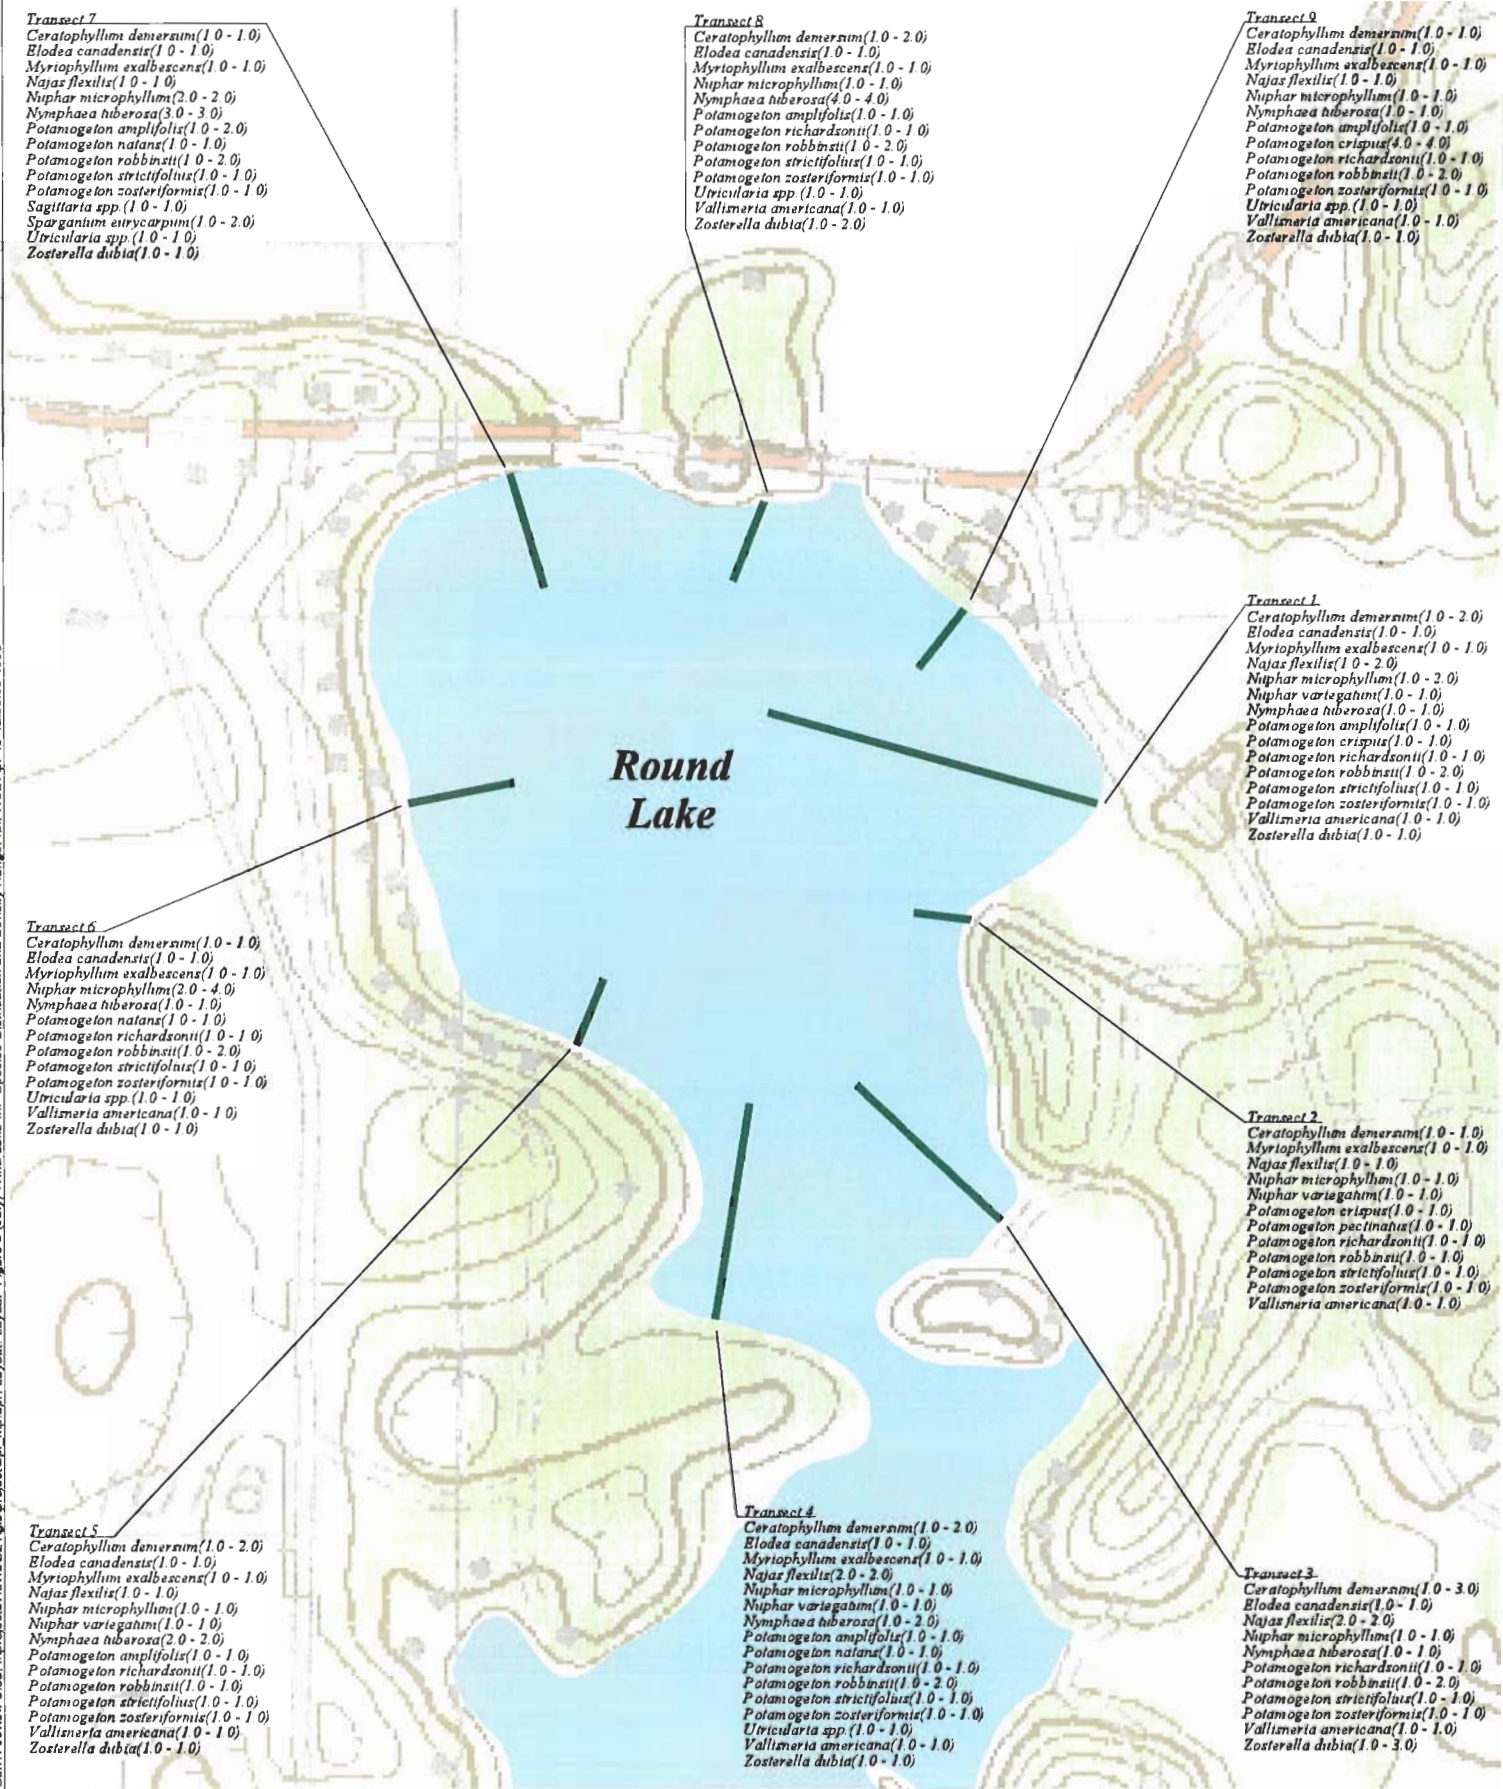 Transect 7
Ceratophyllum demersum(1.0 - 1.0)
Elodea canadensis(1.0 - 1.0)
Myriophyllum exalbescens(1.0 - 1.0)
Najas flexilis(1.0 - 1.0)
Nuphar microphyllum(2.0 - 2.0)
Nymphaea tuberosa(3.0 - 3.0)
Potamogeton amplifolis(1.0 - 2.0)
Potamogeton natans(1.0 - 1.0)
Potamogeton robbinsii(1.0 - 2.0)
Potamogeton strictifolius(1.0 - 1.0)
Potamogeton zosteriformis(1.0 - 1.0)
Sagittaria spp.(1.0 - 1.0)
Sparganium eurycarpum(1.0 - 2.0)
Utricularia spp.(1.0 - 1.0)
Zosterella dubia(1.0 - 1.0)
Transect 8
Ceratophyllum demersum(1.0 - 2.0)
Elodea canadensis(1.0 - 1.0)
Myriophyllum exalbescens(1.0 - 1.0)
Nuphar microphyllum(1.0 - 1.0)
Nymphaea tuberosa(4.0 - 4.0)
Potamogeton amplifolis(1.0 - 1.0)
Potamogeton richardsonii(1.0 - 1.0)
Potamogeton robbinsii(1.0 - 2.0)
Potamogeton strictifolius(1.0 - 1.0)
Potamogeton zosteriformis(1.0 - 1.0)
Utricularia spp.(1.0 - 1.0)
Vallisneria americana(1.0 - 1.0)
Zosterella dubia(1.0 - 2.0)
Transect 9
Ceratophyllum demersum(1.0 - 1.0)
Elodea canadensis(1.0 - 1.0)
Myriophyllum exalbescens(1.0 - 1.0)
Najas flexilis(1.0 - 1.0)
Nuphar microphyllum(1.0 - 1.0)
Nymphaea tuberosa(1.0 - 1.0)
Potamogeton amplifolis(1.0 - 1.0)
Potamogeton crispus(4.0 - 4.0)
Potamogeton richardsonii(1.0 - 1.0)
Potamogeton robbinsii(1.0 - 2.0)
Potamogeton zosteriformis(1.0 - 1.0)
Utricularia spp.(1.0 - 1.0)
Vallisneria americana(1.0 - 1.0)
Zosterella dubia(1.0 - 1.0)
Transect 1
Ceratophyllum demersum(1.0 - 2.0)
Elodea canadensis(1.0 - 1.0)
Myriophyllum exalbescens(1.0 - 1.0)
Najas flexilis(1.0 - 2.0)
Nuphar microphyllum(1.0 - 2.0)
Nuphar variegatum(1.0 - 1.0)
Nymphaea tuberosa(1.0 - 1.0)
Potamogeton amplifolis(1.0 - 1.0)
Potamogeton crispus(1.0 - 1.0)
Potamogeton richardsonii(1.0 - 1.0)
Potamogeton robbinsii(1.0 - 2.0)
Potamogeton strictifolius(1.0 - 1.0)
Potamogeton zosteriformis(1.0 - 1.0)
Vallisneria americana(1.0 - 1.0)
Zosterella dubia(1.0 - 1.0)
Round
Lake
Transect 6
Ceratophyllum demersum(1.0 - 1.0)
Elodea canadensis(1.0 - 1.0)
Myriophyllum exalbescens(1.0 - 1.0)
Nuphar microphyllum(2.0 - 4.0)
Nymphaea tuberosa(1.0 - 1.0)
Potamogeton natans(1.0 - 1.0)
Potamogeton richardsonii(1.0 - 1.0)
Potamogeton robbinsii(1.0 - 2.0)
Potamogeton strictifolius(1.0 - 1.0)
Potamogeton zosteriformis(1.0 - 1.0)
Utricularia spp.(1.0 - 1.0)
Vallisneria americana(1.0 - 1.0)
Zosterella dubia(1.0 - 1.0)
Transect 2
Ceratophyllum demersum(1.0 - 1.0)
Myriophyllum exalbescens(1.0 - 1.0)
Najas flexilis(1.0 - 1.0)
Nuphar microphyllum(1.0 - 1.0)
Nuphar variegatum(1.0 - 1.0)
Potamogeton crispus(1.0 - 1.0)
Potamogeton pectinatus(1.0 - 1.0)
Potamogeton richardsonii(1.0 - 1.0)
Potamogeton robbinsii(1.0 - 1.0)
Potamogeton strictifolius(1.0 - 1.0)
Potamogeton zosteriformis(1.0 - 1.0)
Vallisneria americana(1.0 - 1.0)
Transect 5
Ceratophyllum demersum(1.0 - 2.0)
Elodea canadensis(1.0 - 1.0)
Myriophyllum exalbescens(1.0 - 1.0)
Najas flexilis(1.0 - 1.0)
Nuphar microphyllum(1.0 - 1.0)
Nuphar variegatum(1.0 - 1.0)
Nymphaea tuberosa(2.0 - 2.0)
Potamogeton amplifolis(1.0 - 1.0)
Potamogeton richardsonii(1.0 - 1.0)
Potamogeton robbinsii(1.0 - 1.0)
Potamogeton strictifolius(1.0 - 1.0)
Potamogeton zosteriformis(1.0 - 1.0)
Vallisneria americana(1.0 - 1.0)
Zosterella dubia(1.0 - 1.0)
Transect 4
Ceratophyllum demersum(1.0 - 2.0)
Elodea canadensis(1.0 - 1.0)
Myriophyllum exalbescens(1.0 - 1.0)
Najas flexilis(2.0 - 2.0)
Nuphar microphyllum(1.0 - 1.0)
Nuphar variegatum(1.0 - 1.0)
Nymphaea tuberosa(1.0 - 2.0)
Potamogeton amplifolis(1.0 - 1.0)
Potamogeton natans(1.0 - 1.0)
Potamogeton richardsonii(1.0 - 1.0)
Potamogeton robbinsii(1.0 - 2.0)
Potamogeton strictifolius(1.0 - 1.0)
Potamogeton zosteriformis(1.0 - 1.0)
Utricularia spp.(1.0 - 1.0)
Vallisneria americana(1.0 - 1.0)
Zosterella dubia(1.0 - 1.0)
Transect 3
Ceratophyllum demersum(1.0 - 3.0)
Elodea canadensis(1.0 - 1.0)
Najas flexilis(2.0 - 2.0)
Nuphar microphyllum(1.0 - 1.0)
Nymphaea tuberosa(1.0 - 1.0)
Potamogeton richardsonii(1.0 - 1.0)
Potamogeton robbinsii(1.0 - 2.0)
Potamogeton strictifolius(1.0 - 1.0)
Potamogeton zosteriformis(1.0 - 1.0)
Vallisneria americana(1.0 - 1.0)
Zosterella dubia(1.0 - 3.0)